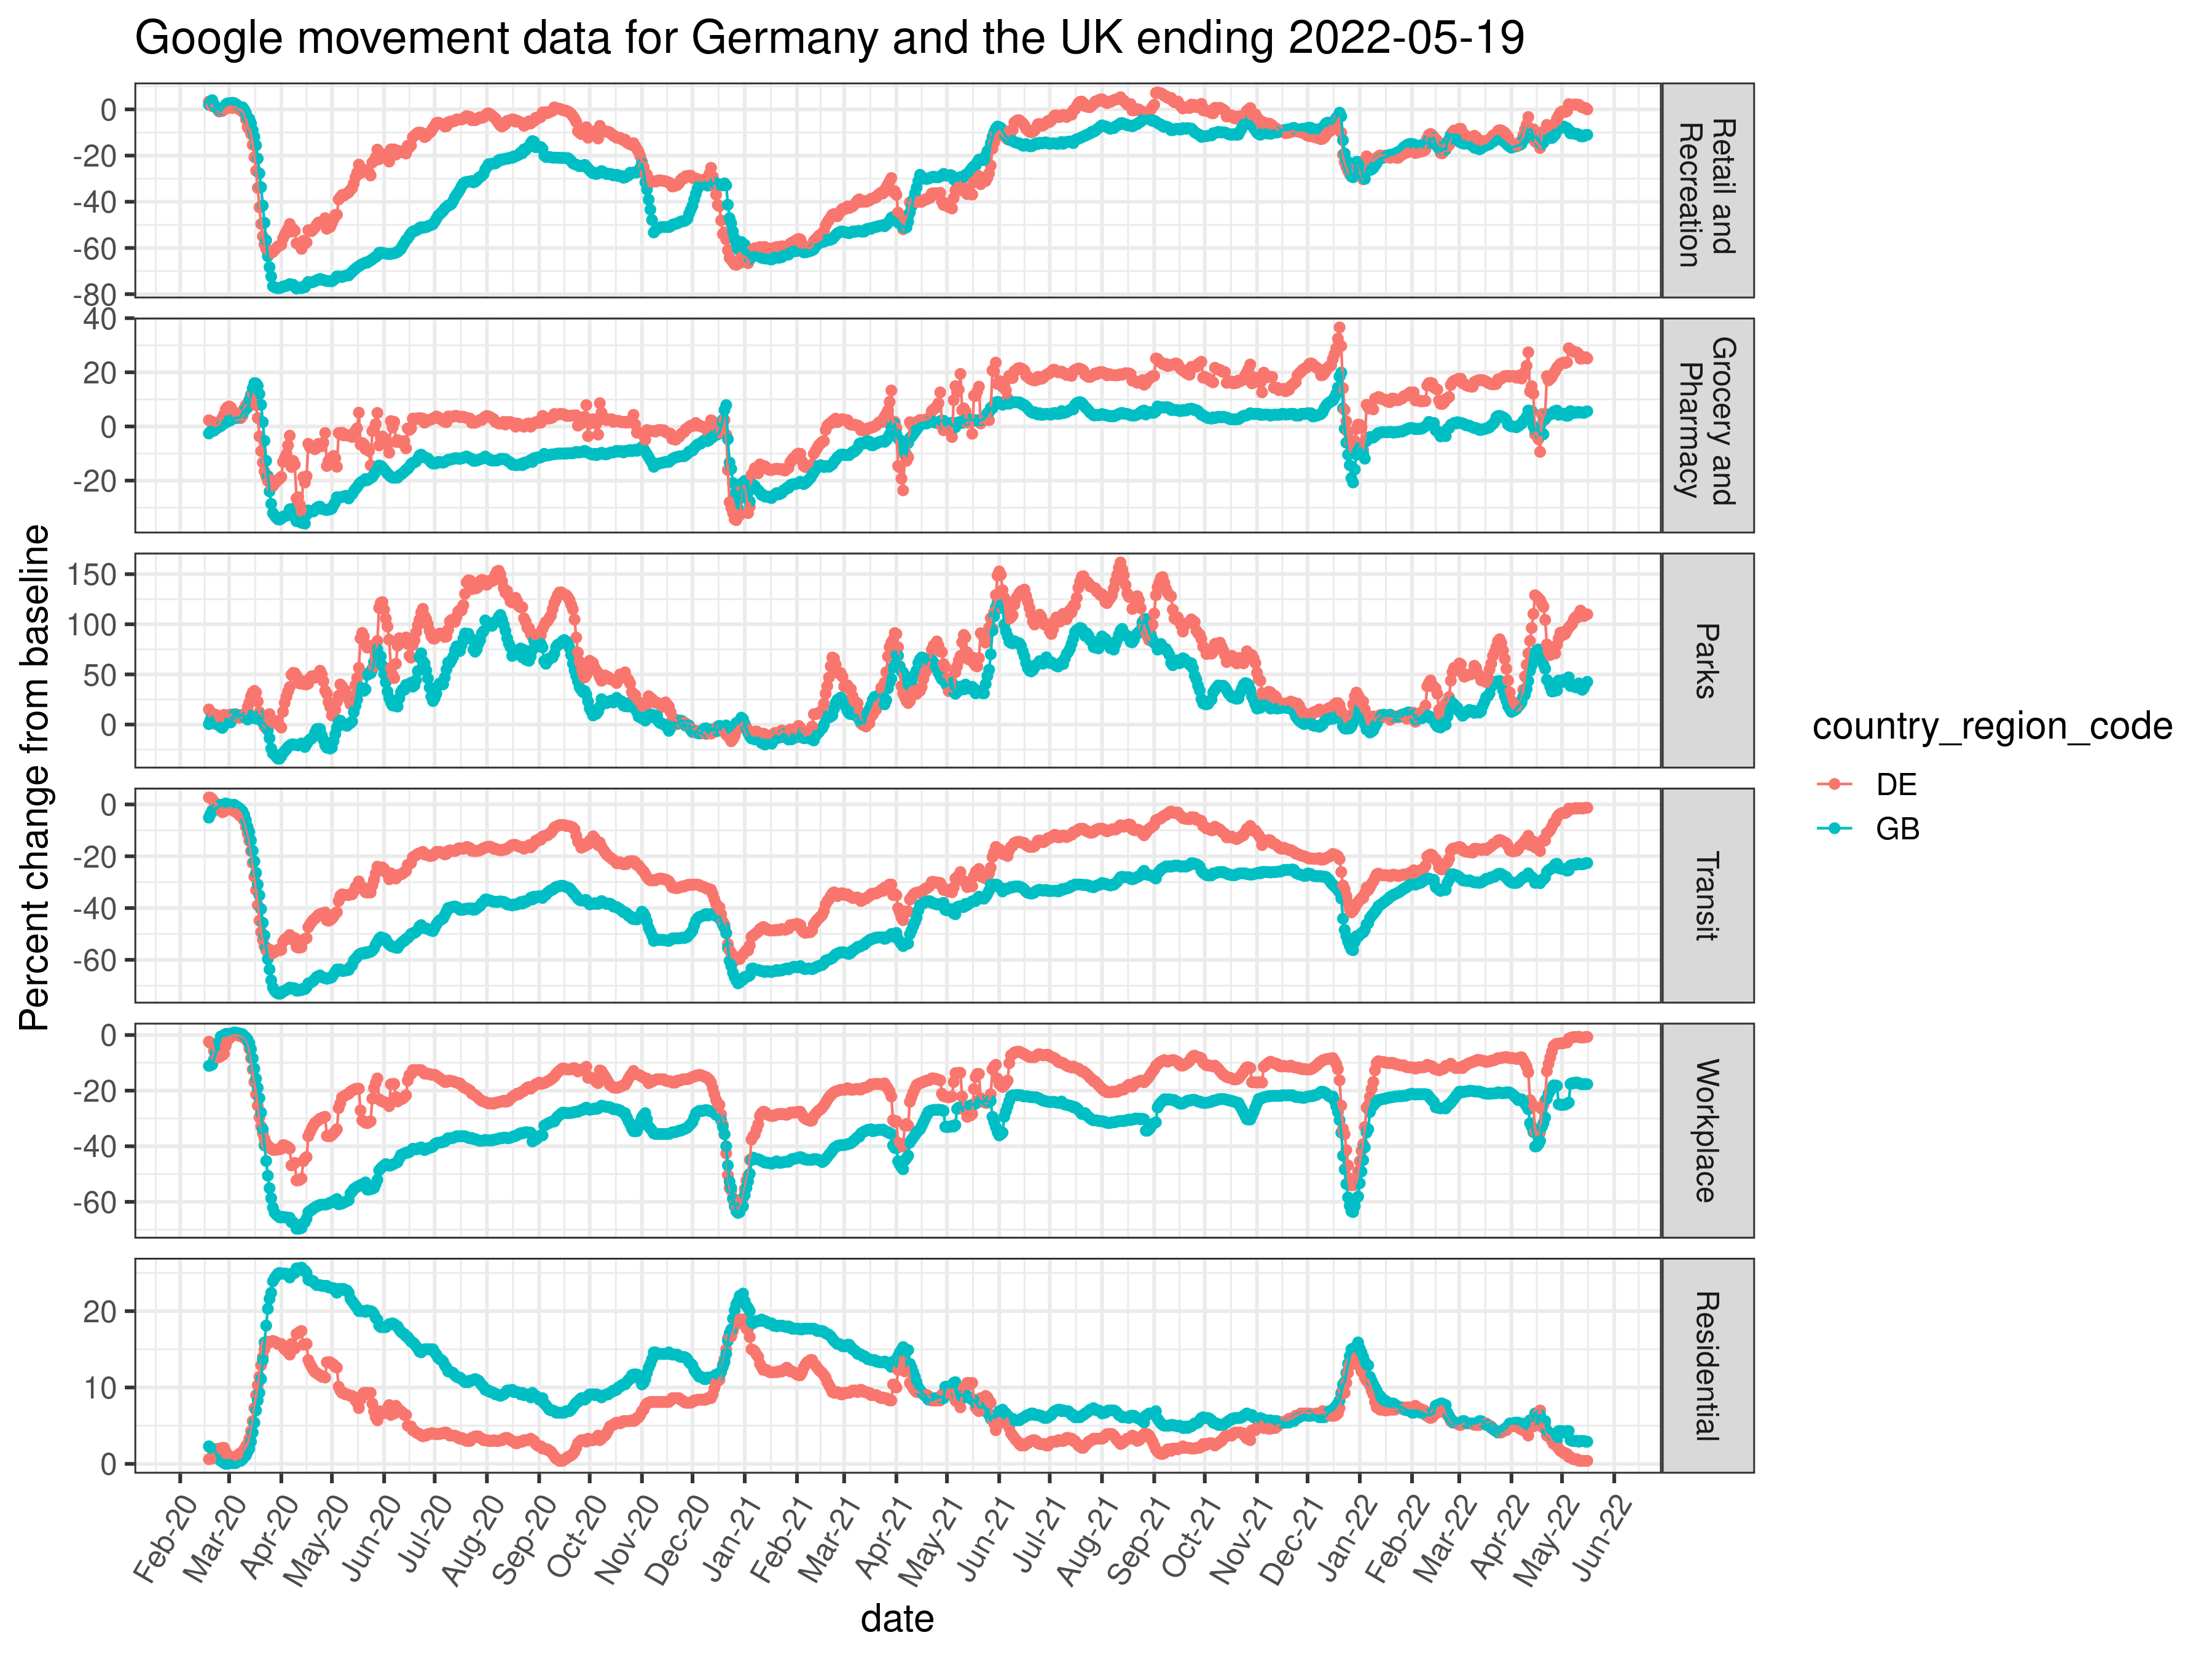 Google movement data for Germany and the UK ending 2022-05-19
Percent change from baseline
0
-20
-40
-60
-80
Retail and
Recreation
40
20
0
-20
Grocery and
Pharmacy
150
100
50
0
Parks
0
-20
-40
-60
Transit
0
-20
-40
-60
Workplace
20
10
0
Residential
Feb-20
Mar-20
Apr-20
May-20
Jun-20
Jul-20
Aug-20
Sep-20
Oct-20
Nov-20
Dec-20
Jan-21
Feb-21
Mar-21
Apr-21
May-21
Jun-21
Jul-21
Aug-21
Sep-21
Oct-21
Nov-21
Dec-21
Jan-22
Feb-22
Mar-22
Apr-22
May-22
Jun-22
date
country_region_code
DE
GB